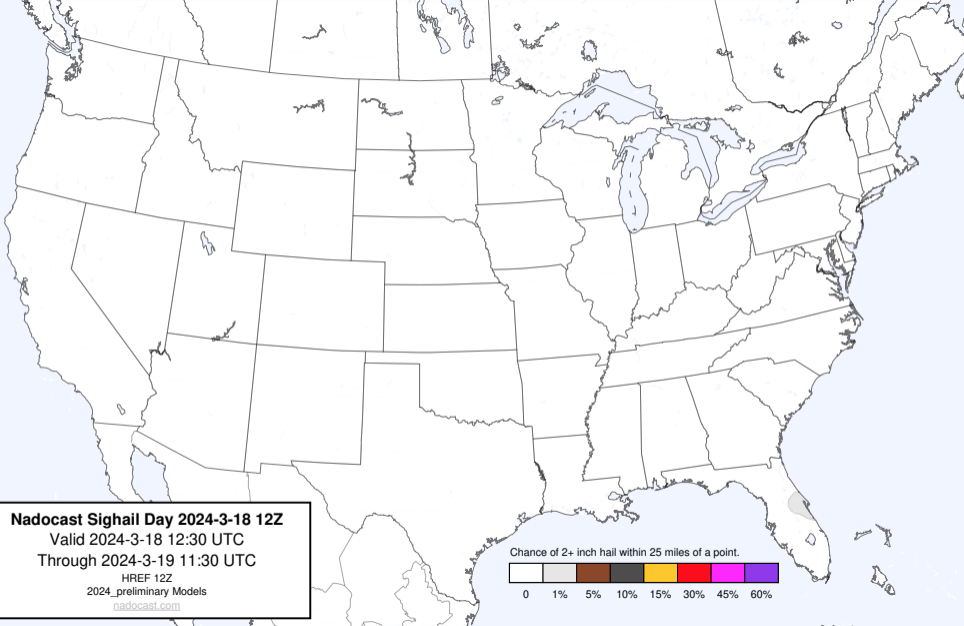 Nadocast Sighail Day 2024-3-18 12Z
Valid 2024-3-18 12:30 UTC
Through 2024-3-19 11:30 UTC
HREF 12Z
2024_preliminary Models
nadocast.com
Chance of 2+ inch hail within 25 miles of a point.
0 1% 5% 10% 15% 30% 45% 60%